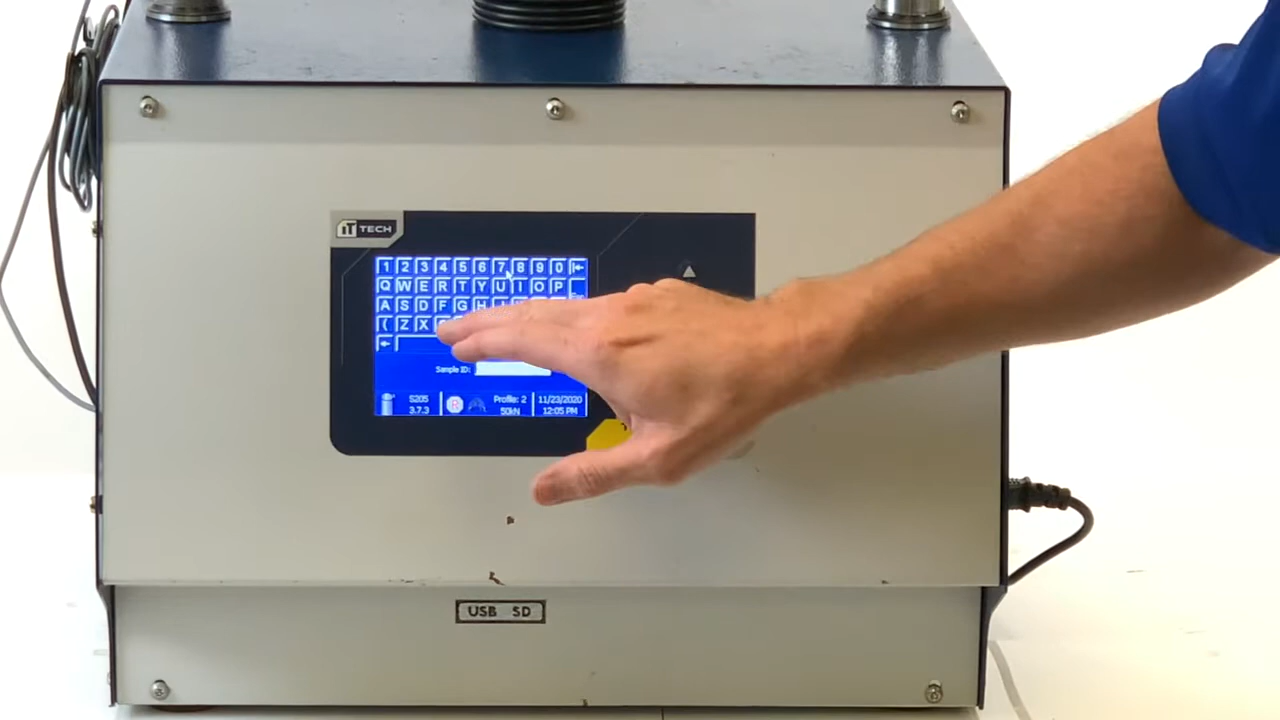 iT TECH
1 2 3 4 5 6 7 8 9 0
Q W E R T Y U I O P
A S D F G H
( Z X
Sample ID:
S205
3.7.3
R
Profile: 2
50kN
11/23/2020
12:05 PM
USB SD